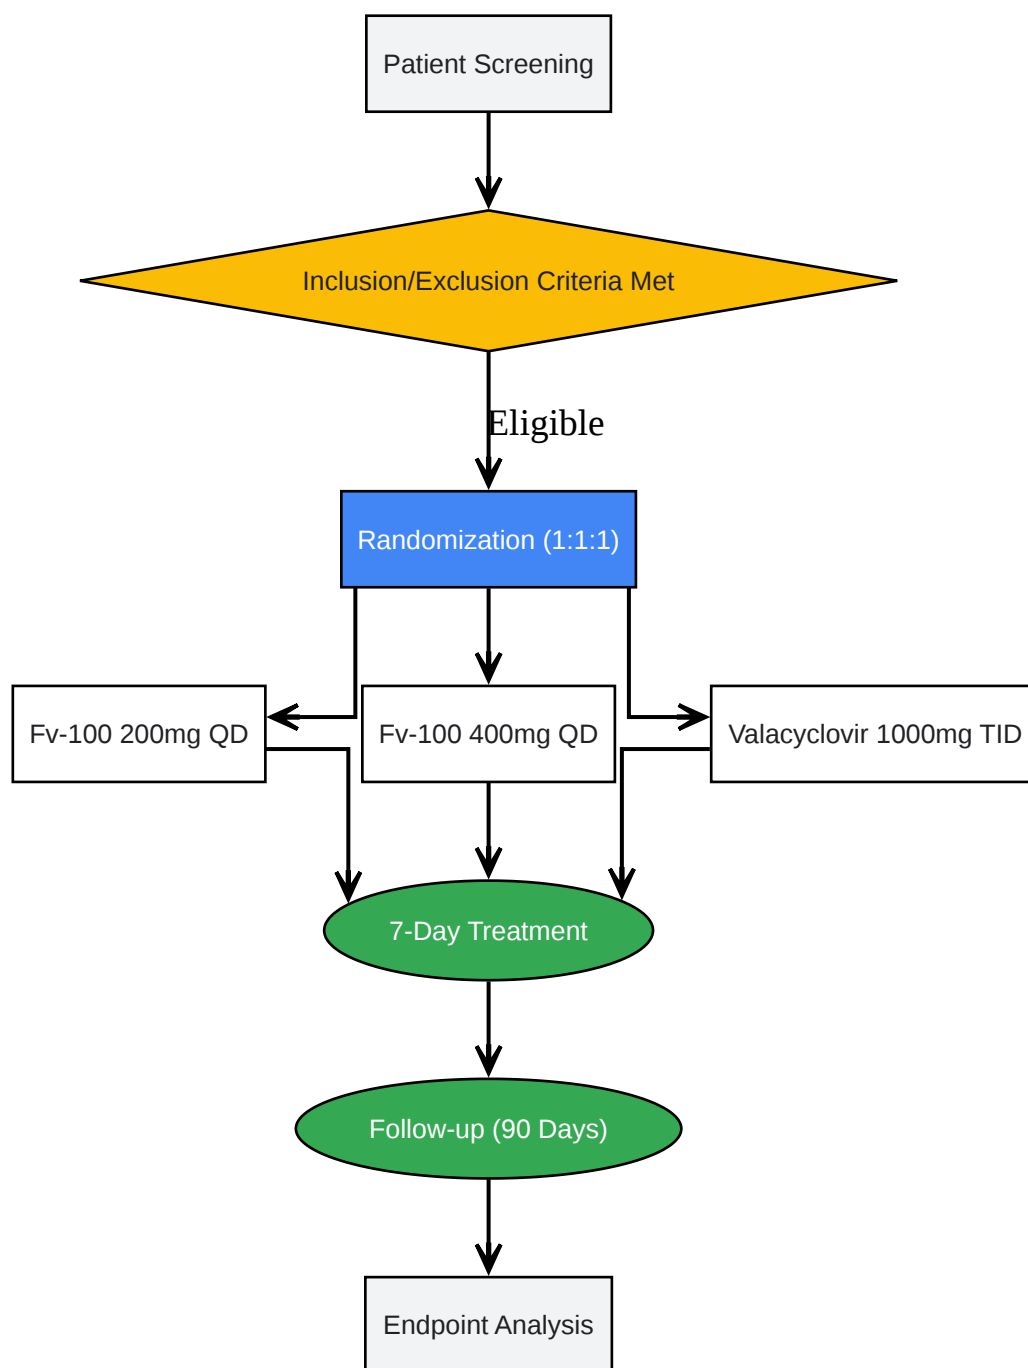 Patient Screening
Inclusion/Exclusion Criteria Met
Eligible
Randomization (1:1:1)
Fv-100 200mg QD
Fv-100 400mg QD
Valacyclovir 1000mg TID
7-Day Treatment
Follow-up (90 Days)
Endpoint Analysis